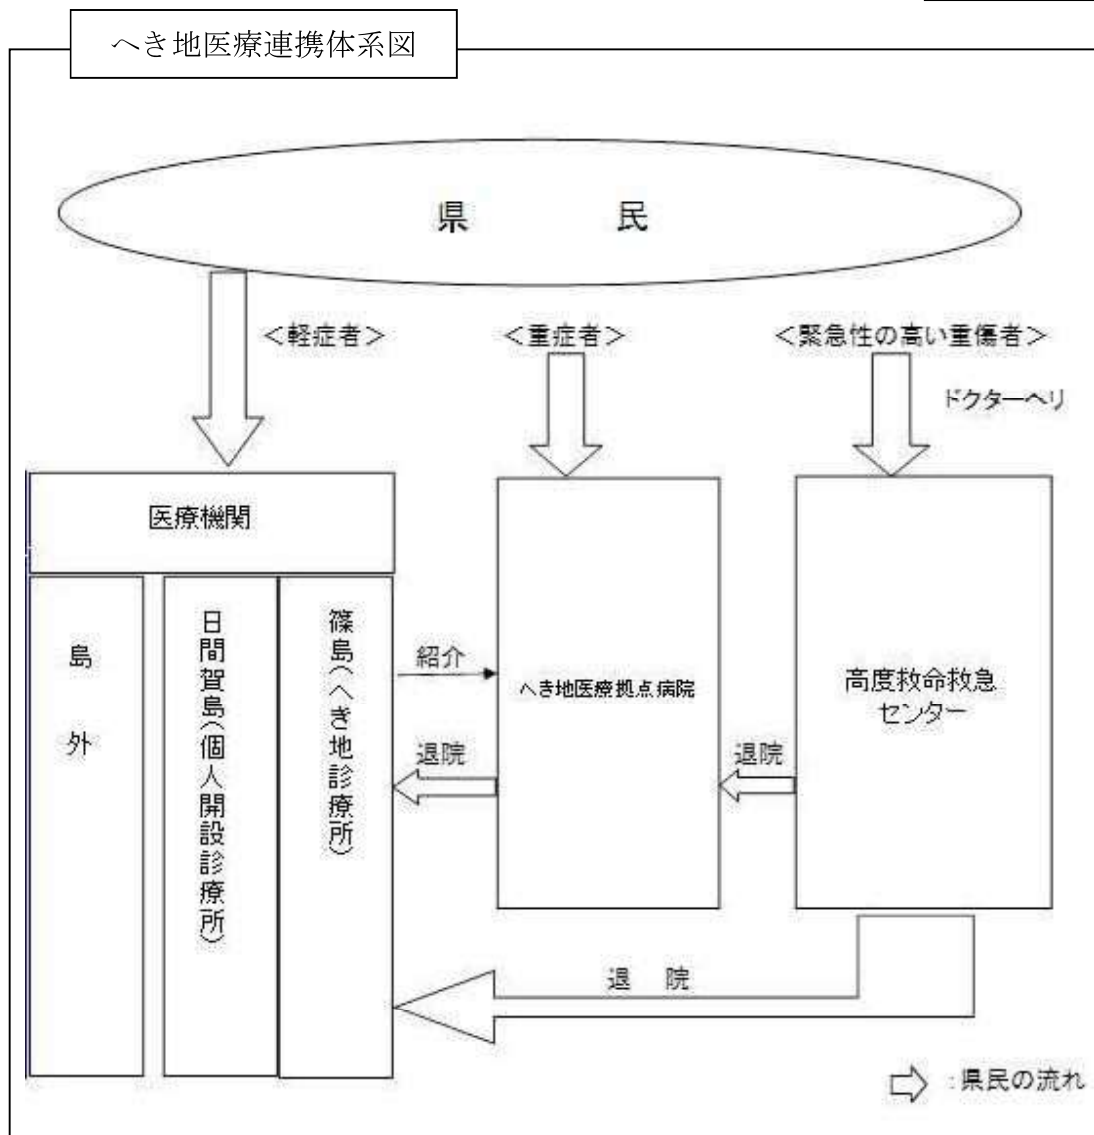 へき地医療連携体系図
県 民
＜軽症者＞
＜重症者＞
＜緊急性の高い重傷者＞
ドクターヘリ
医療機関
島外
日間賀島（個人開設診療所）
篠島（へき地診療所）
紹介
退院
へき地医療拠点病院
退院
高度救命救急
センター
退 院
：県民の流れ